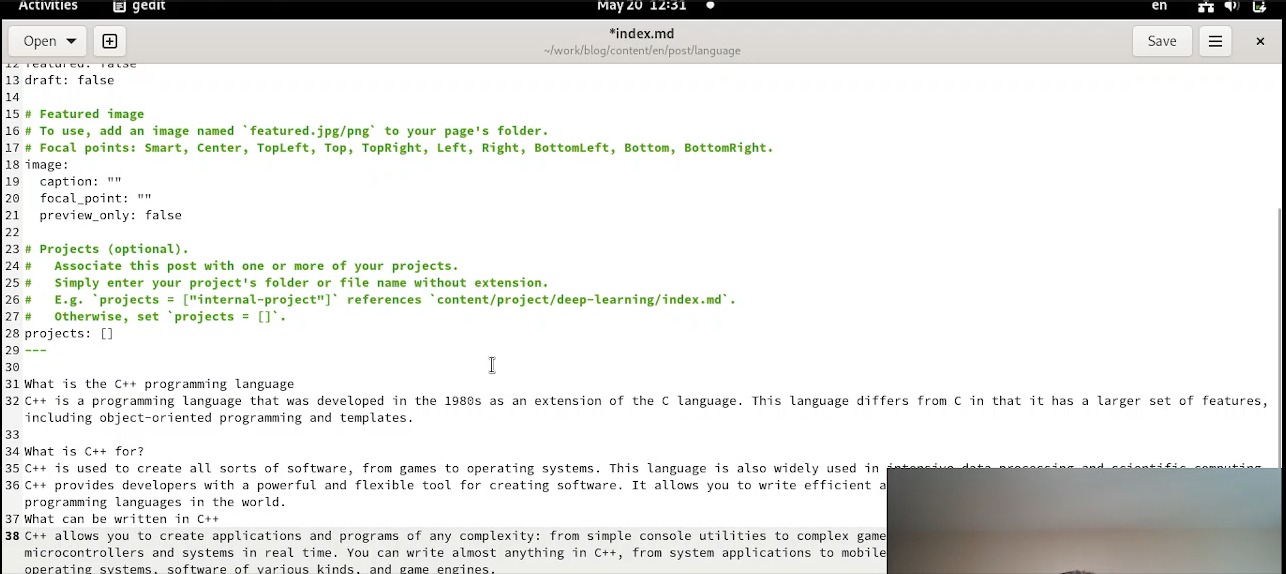 Activities gedit May 20 12:31 en
Open *index.md Save
~/work/blog/content/en/post/language
12 featured: false
13 draft: false
14
15 # Featured image
16 # To use, add an image named `featured.jpg/png` to your page's folder.
17 # Focal points: Smart, Center, TopLeft, Top, TopRight, Left, Right, BottomLeft, Bottom, BottomRight.
18 image:
19 caption: ""
20 focal_point: ""
21 preview_only: false
22
23 # Projects (optional).
24 # Associate this post with one or more of your projects.
25 # Simply enter your project's folder or file name without extension.
26 # E.g. `projects = ["internal-project"]` references `content/project/deep-learning/index.md`.
27 # Otherwise, set `projects = []`.
28 projects: []
29 ---
30
31 What is the C++ programming language
32 C++ is a programming language that was developed in the 1980s as an extension of the C language. This language differs from C in that it has a larger set of features,
including object-oriented programming and templates.
33
34 What is C++ for?
35 C++ is used to create all sorts of software, from games to operating systems. This language is also widely used in intensive data processing and scientific computing
36 C++ provides developers with a powerful and flexible tool for creating software. It allows you to write efficient a
programming languages in the world.
37 What can be written in C++
38 C++ allows you to create applications and programs of any complexity: from simple console utilities to complex game
microcontrollers and systems in real time. You can write almost anything in C++, from system applications to mobile
operating systems, software of various kinds, and game engines.